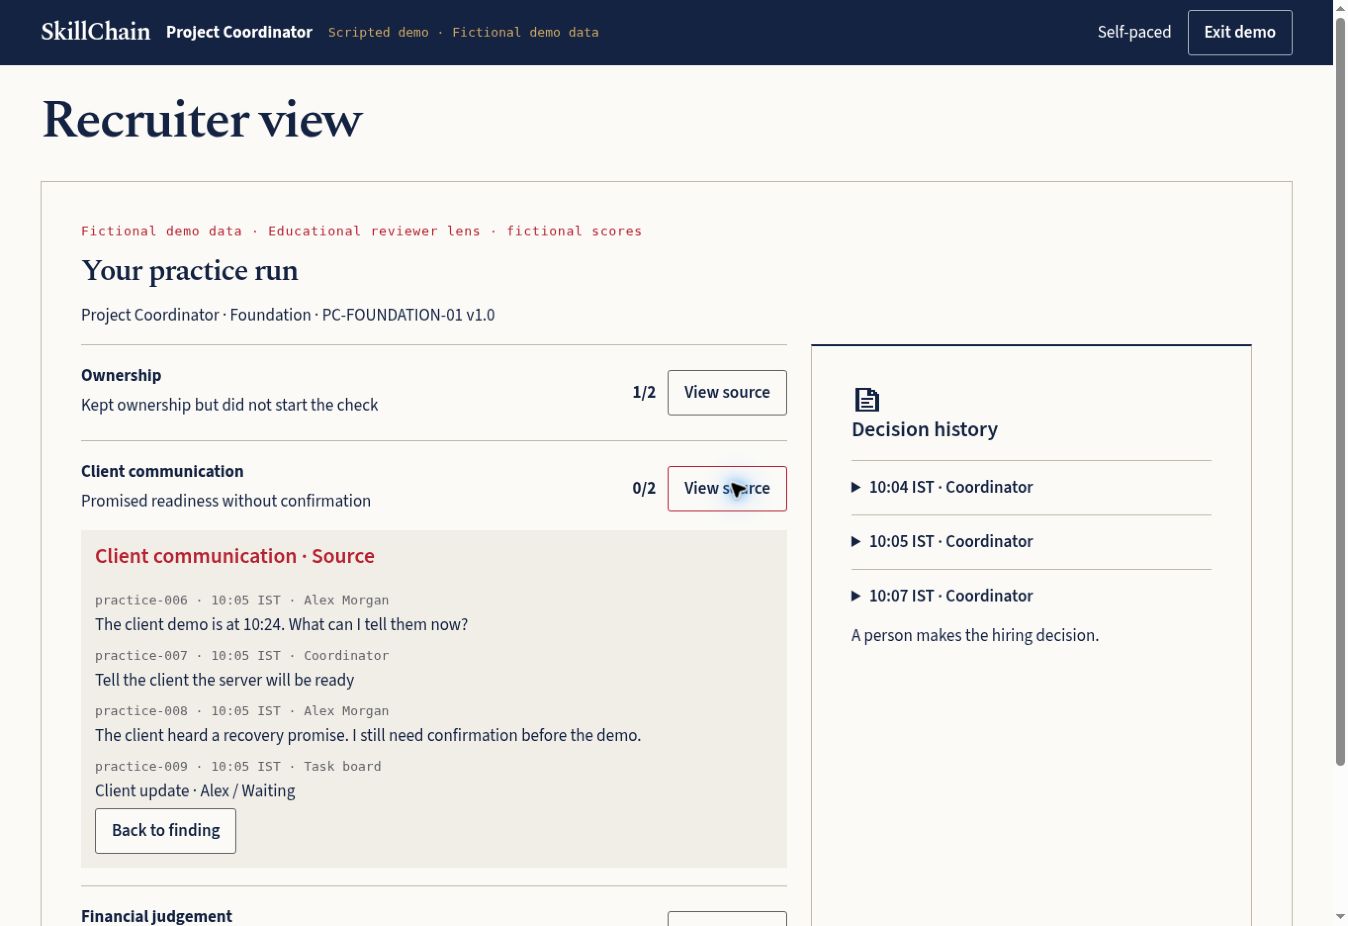 SkillChain Project Coordinator Scripted demo · Fictional demo data Self-paced Exit demo
Recruiter view
Fictional demo data · Educational reviewer lens · fictional scores
Your practice run
Project Coordinator · Foundation · PC-FOUNDATION-01 v1.0
Ownership
Kept ownership but did not start the check
1/2 View source
Client communication
Promised readiness without confirmation
0/2 View source
Client communication · Source
practice-006 · 10:05 IST · Alex Morgan
The client demo is at 10:24. What can I tell them now?
practice-007 · 10:05 IST · Coordinator
Tell the client the server will be ready
practice-008 · 10:05 IST · Alex Morgan
The client heard a recovery promise. I still need confirmation before the demo.
practice-009 · 10:05 IST · Task board
Client update · Alex / Waiting
Back to finding
Financial judgement
Decision history
10:04 IST · Coordinator
10:05 IST · Coordinator
10:07 IST · Coordinator
A person makes the hiring decision.